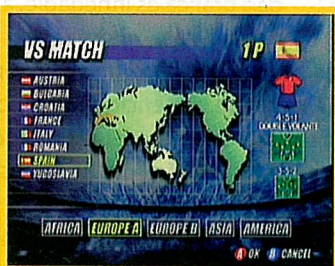 VS MATCH
1P
AUSTRIA
BULGARIA
CROATIA
FRANCE
ITALY
ROMANIA
SPAIN
YUGOSLAVIA
4-5-1
DOUBLE VOLANTE
3-5-2
AFRICA EUROPE A EUROPE B ASIA AMERICA
A OK B CANCEL